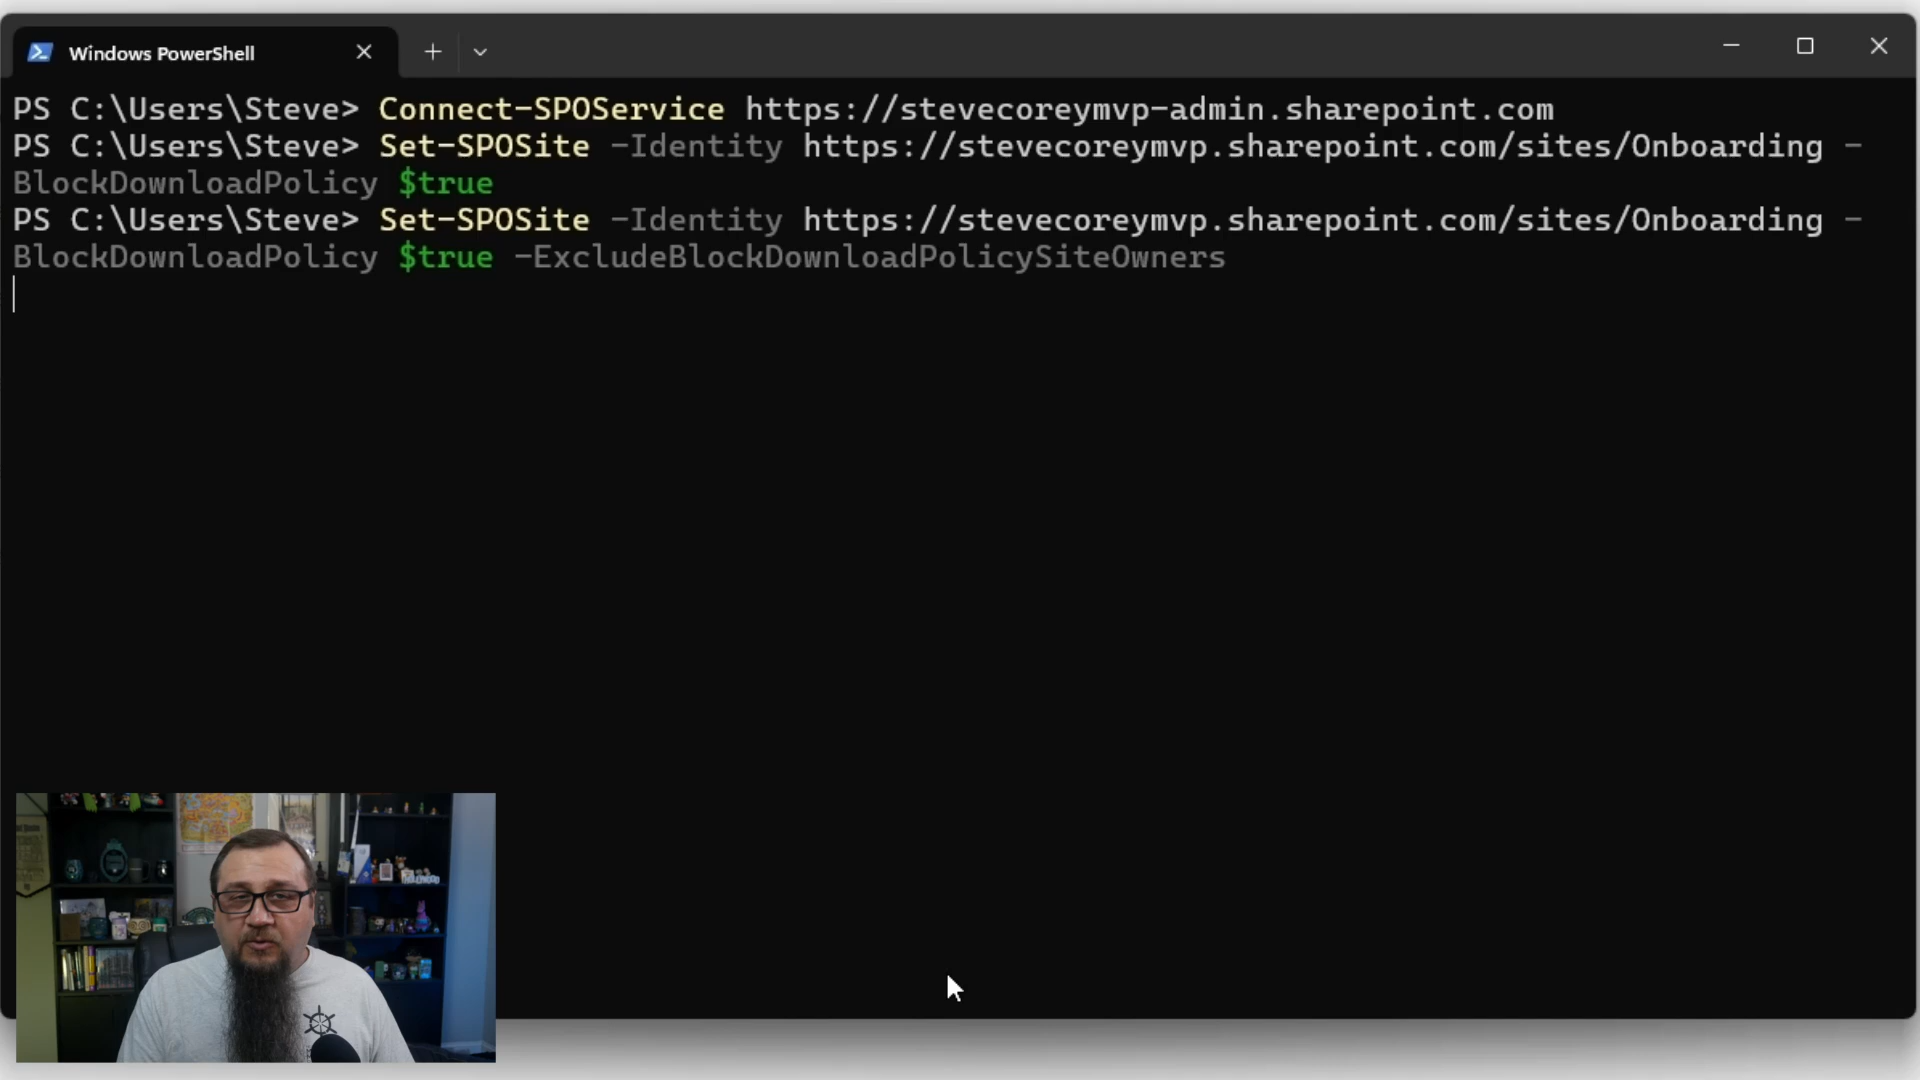 Windows PowerShell
PS C:\Users\Steve> Connect-SPOService https://stevecoreymvp-admin.sharepoint.com
PS C:\Users\Steve> Set-SPOSite -Identity https://stevecoreymvp.sharepoint.com/sites/Onboarding -
BlockDownloadPolicy $true
PS C:\Users\Steve> Set-SPOSite -Identity https://stevecoreymvp.sharepoint.com/sites/Onboarding -
BlockDownloadPolicy $true -ExcludeBlockDownloadPolicySiteOwners